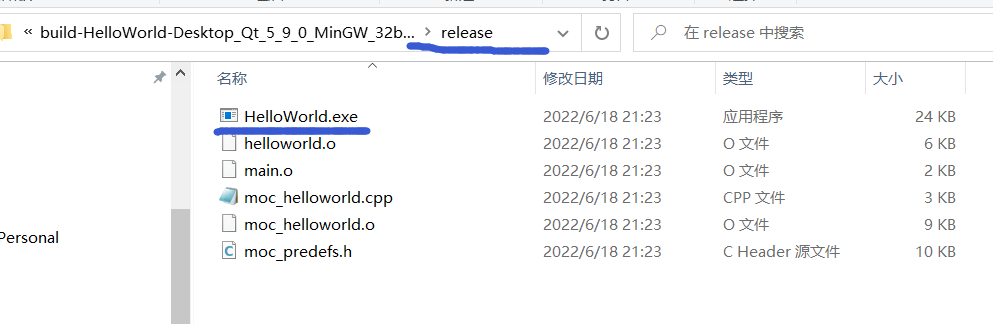 « build-HelloWorld-Desktop_Qt_5_9_0_MinGW_32b... > release 在 release 中搜索
名称 修改日期 类型 大小
HelloWorld.exe 2022/6/18 21:23 应用程序 24 KB
helloworld.o 2022/6/18 21:23 O 文件 6 KB
main.o 2022/6/18 21:23 O 文件 2 KB
moc_helloworld.cpp 2022/6/18 21:23 CPP 文件 3 KB
moc_helloworld.o 2022/6/18 21:23 O 文件 9 KB
Personal
moc_predefs.h 2022/6/18 21:23 C Header 源文件 10 KB